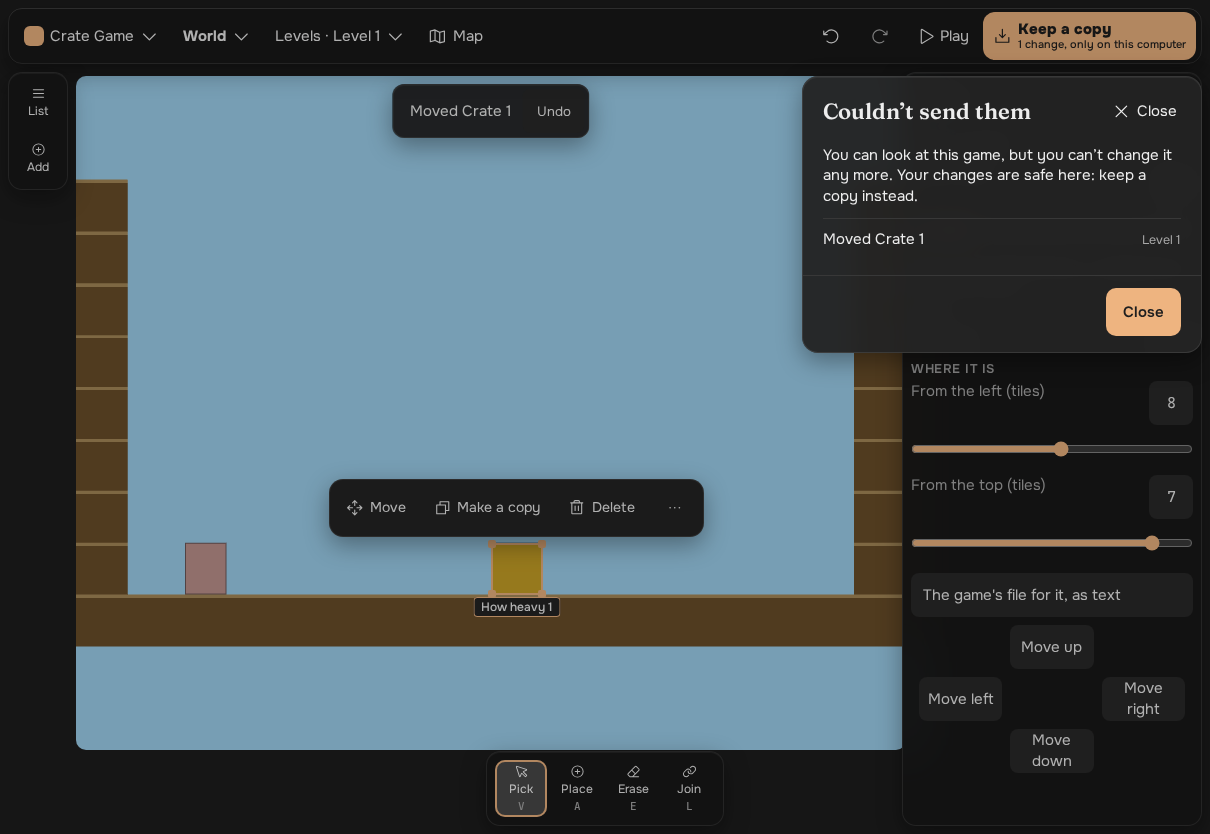 Crate Game
World
Levels · Level 1
Map
Play
Keep a copy
1 change, only on this computer
List
Add
Moved Crate 1
Undo
Couldn’t send them
Close
You can look at this game, but you can’t change it
any more. Your changes are safe here: keep a
copy instead.
Moved Crate 1
Level 1
Close
WHERE IT IS
From the left (tiles)
8
From the top (tiles)
7
The game's file for it, as text
Move up
Move left
Move
right
Move
down
Move
Make a copy
Delete
How heavy 1
Pick
V
Place
A
Erase
E
Join
L